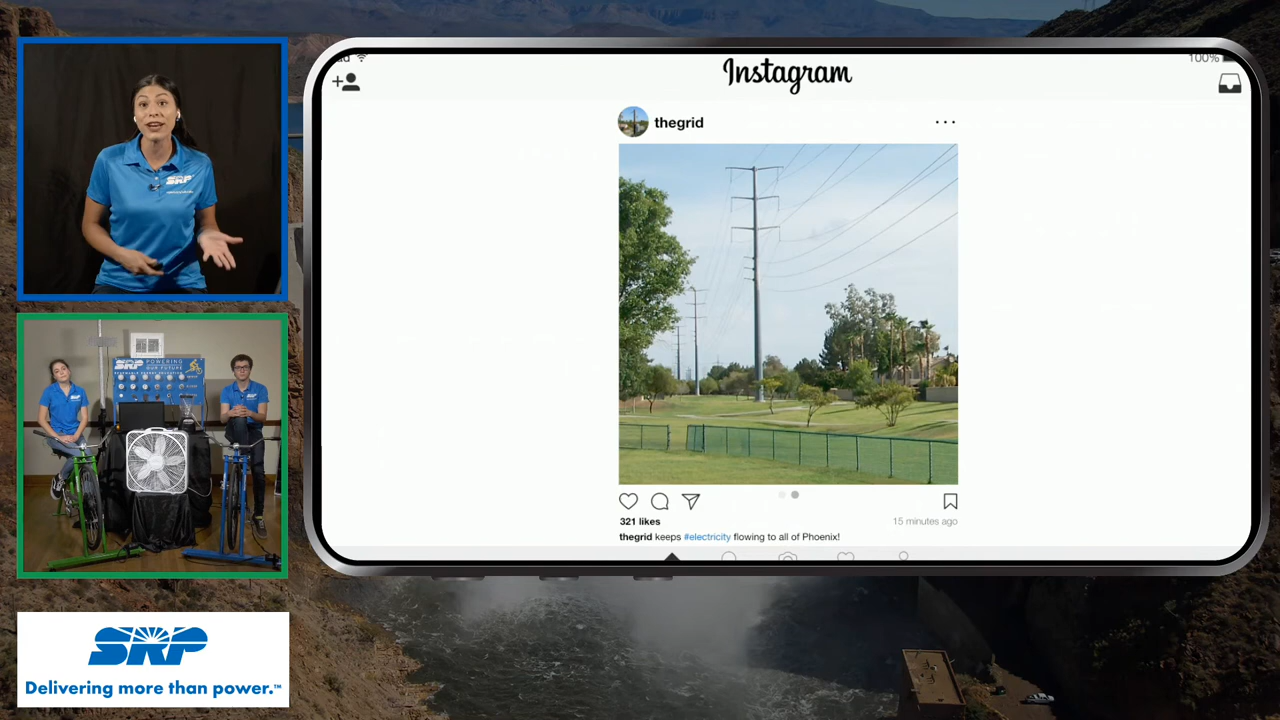 SRP
SRP POWERING
OUR FUTURE
SRP
Delivering more than power.™
100%
Instagram
thegrid
321 likes
15 minutes ago
thegrid keeps #electricity flowing to all of Phoenix!